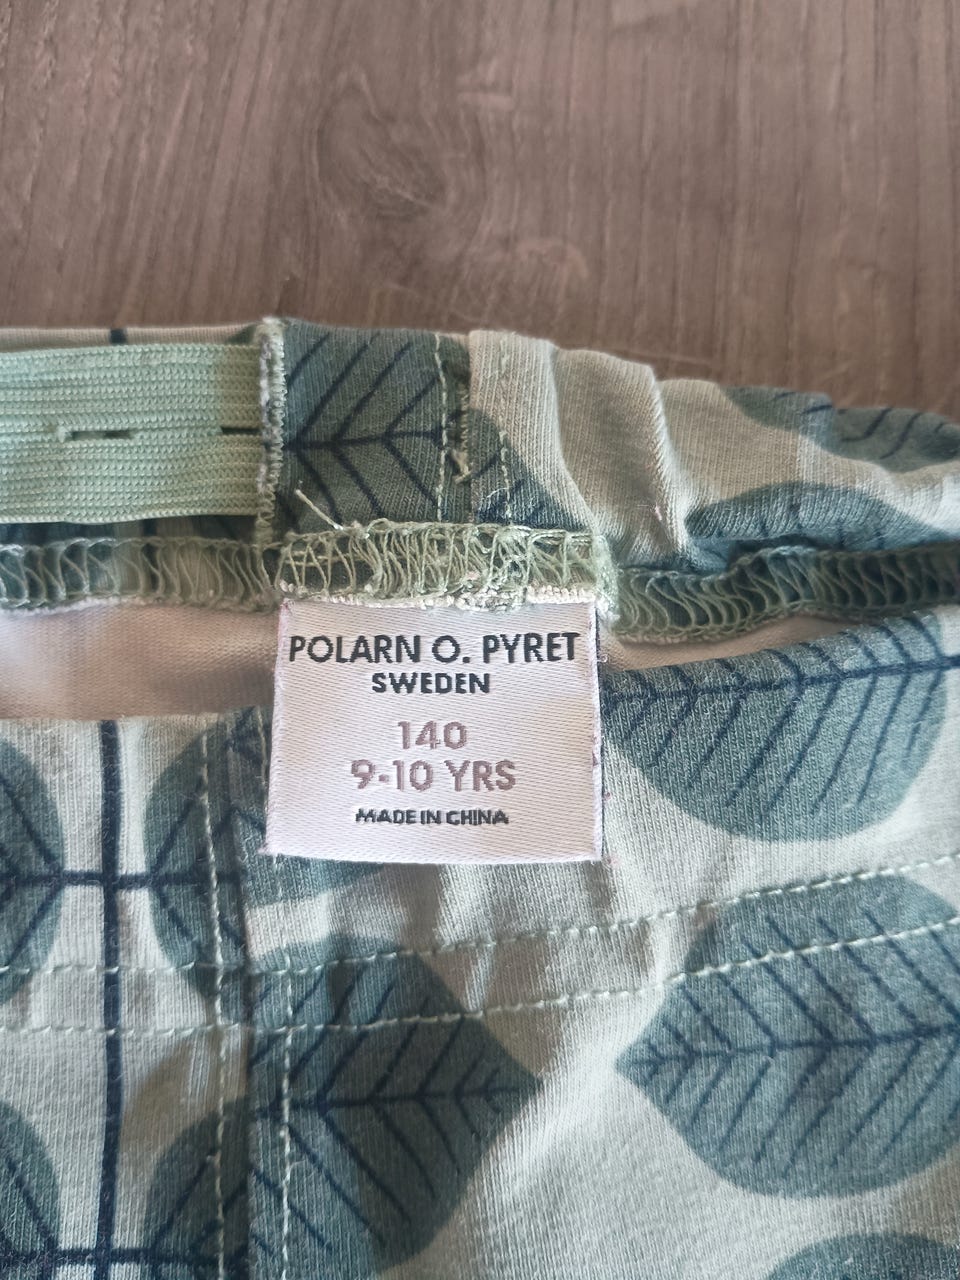 POLARN O. PYRET
SWEDEN
140
9-10 YRS
MADE IN CHINA